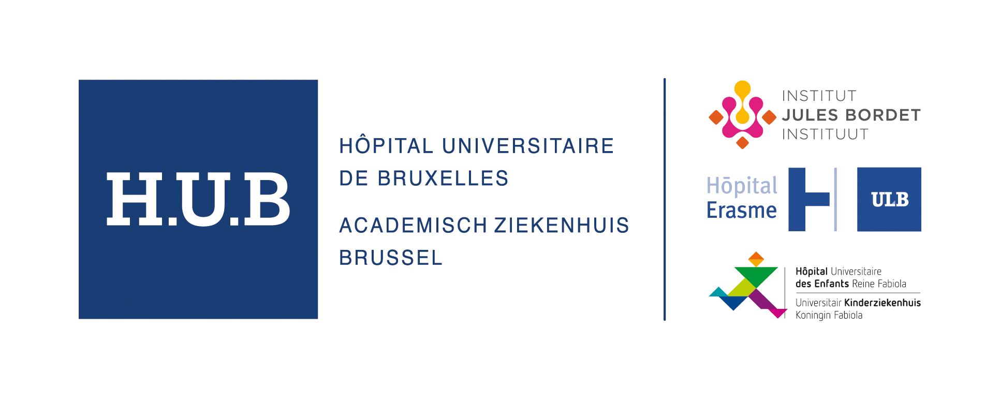 H.U.B
HÔPITAL UNIVERSITAIRE
DE BRUXELLES
ACADEMISCH ZIEKENHUIS
BRUSSEL
INSTITUT
JULES BORDET
INSTITUUT
Hōpital
Erasme
ULB
Hôpital Universitaire
des Enfants Reine Fabiola
Universitair Kinderziekenhuis
Koningin Fabiola